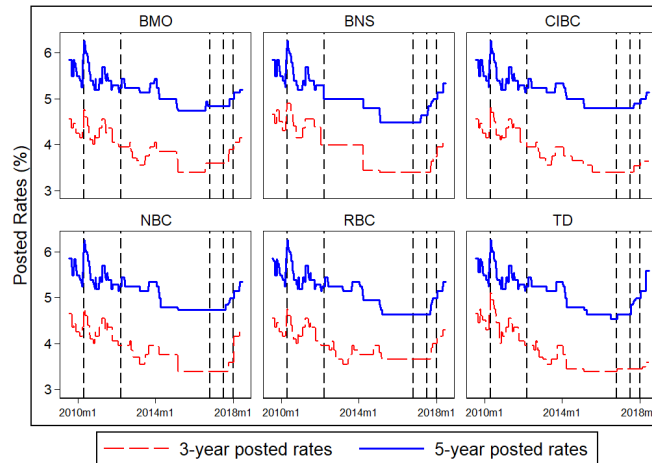 BMO
BNS
CIBC
6
5
4
3
NBC
RBC
TD
6
5
4
3
2010m1
2014m1
2018m1
2010m1
2014m1
2018m1
2010m1
2014m1
2018m1
Posted Rates (%)
3-year posted rates
5-year posted rates